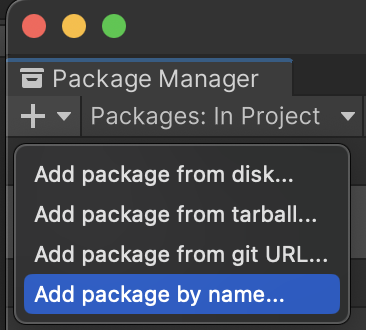 Package Manager
Packages: In Project
Add package from disk...
Add package from tarball...
Add package from git URL...
Add package by name...